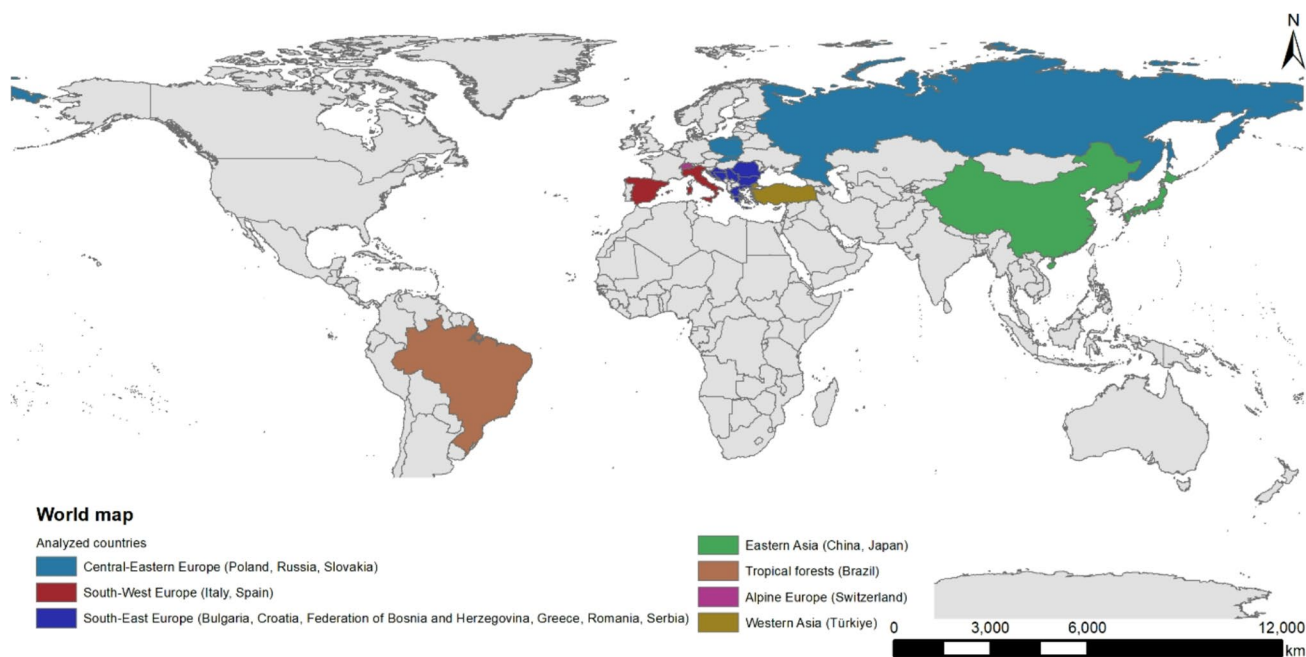 N
World map
Analyzed countries
Central-Eastern Europe (Poland, Russia, Slovakia)
South-West Europe (Italy, Spain)
South-East Europe (Bulgaria, Croatia, Federation of Bosnia and Herzegovina, Greece, Romania, Serbia)
Eastern Asia (China, Japan)
Tropical forests (Brazil)
Alpine Europe (Switzerland)
Western Asia (Türkiye)
0 3,000 6,000 12,000
km